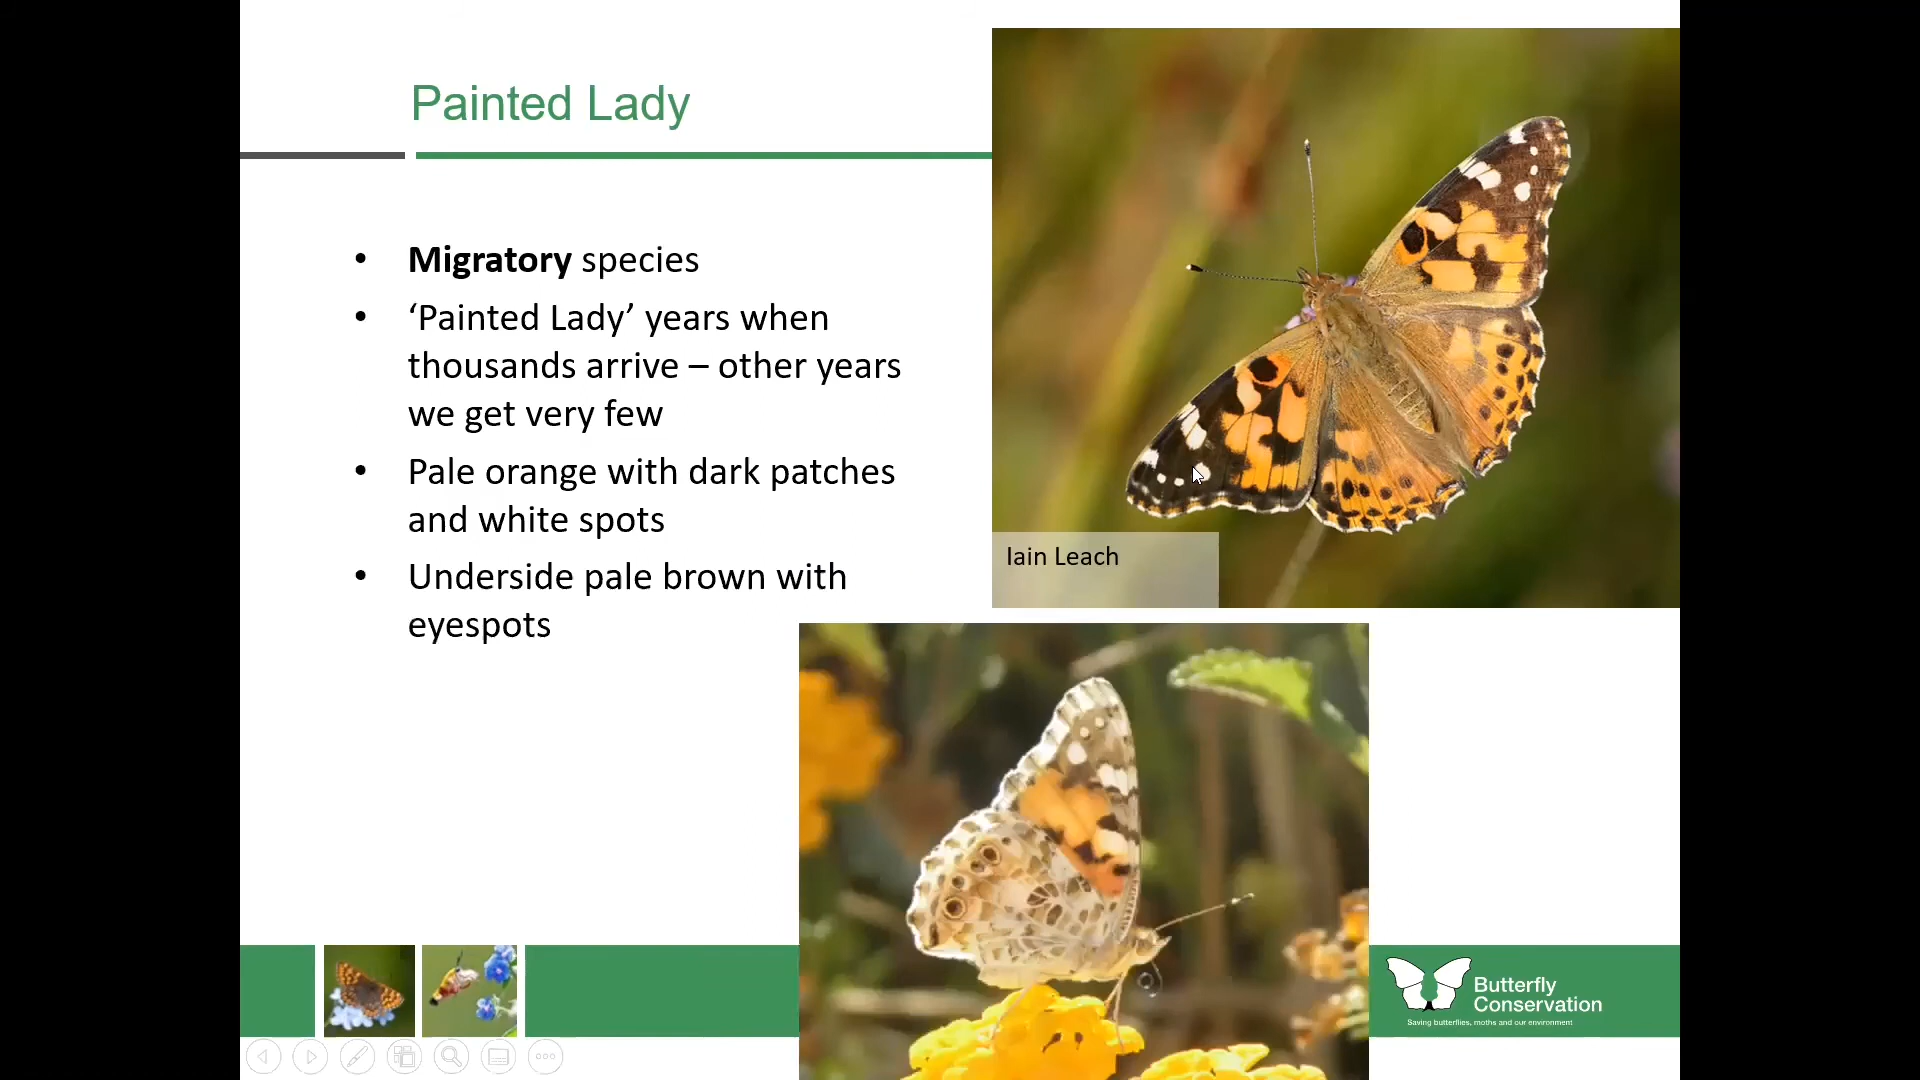 Painted Lady
• Migratory species
• ‘Painted Lady’ years when
thousands arrive – other years
we get very few
• Pale orange with dark patches
and white spots
• Underside pale brown with
eyespots
Iain Leach
Butterfly
Conservation
Saving butterflies, moths and our environment